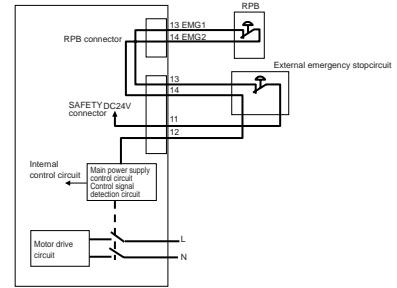 RPB
13 EMG1
RPB connector
14 EMG2
External emergency stopcircuit
13
14
SAFETY DC24V
connector
11
12
Internal
control circuit
Main power supply
control circuit
Control signal
detection circuit
Motor drive
circuit
L
N